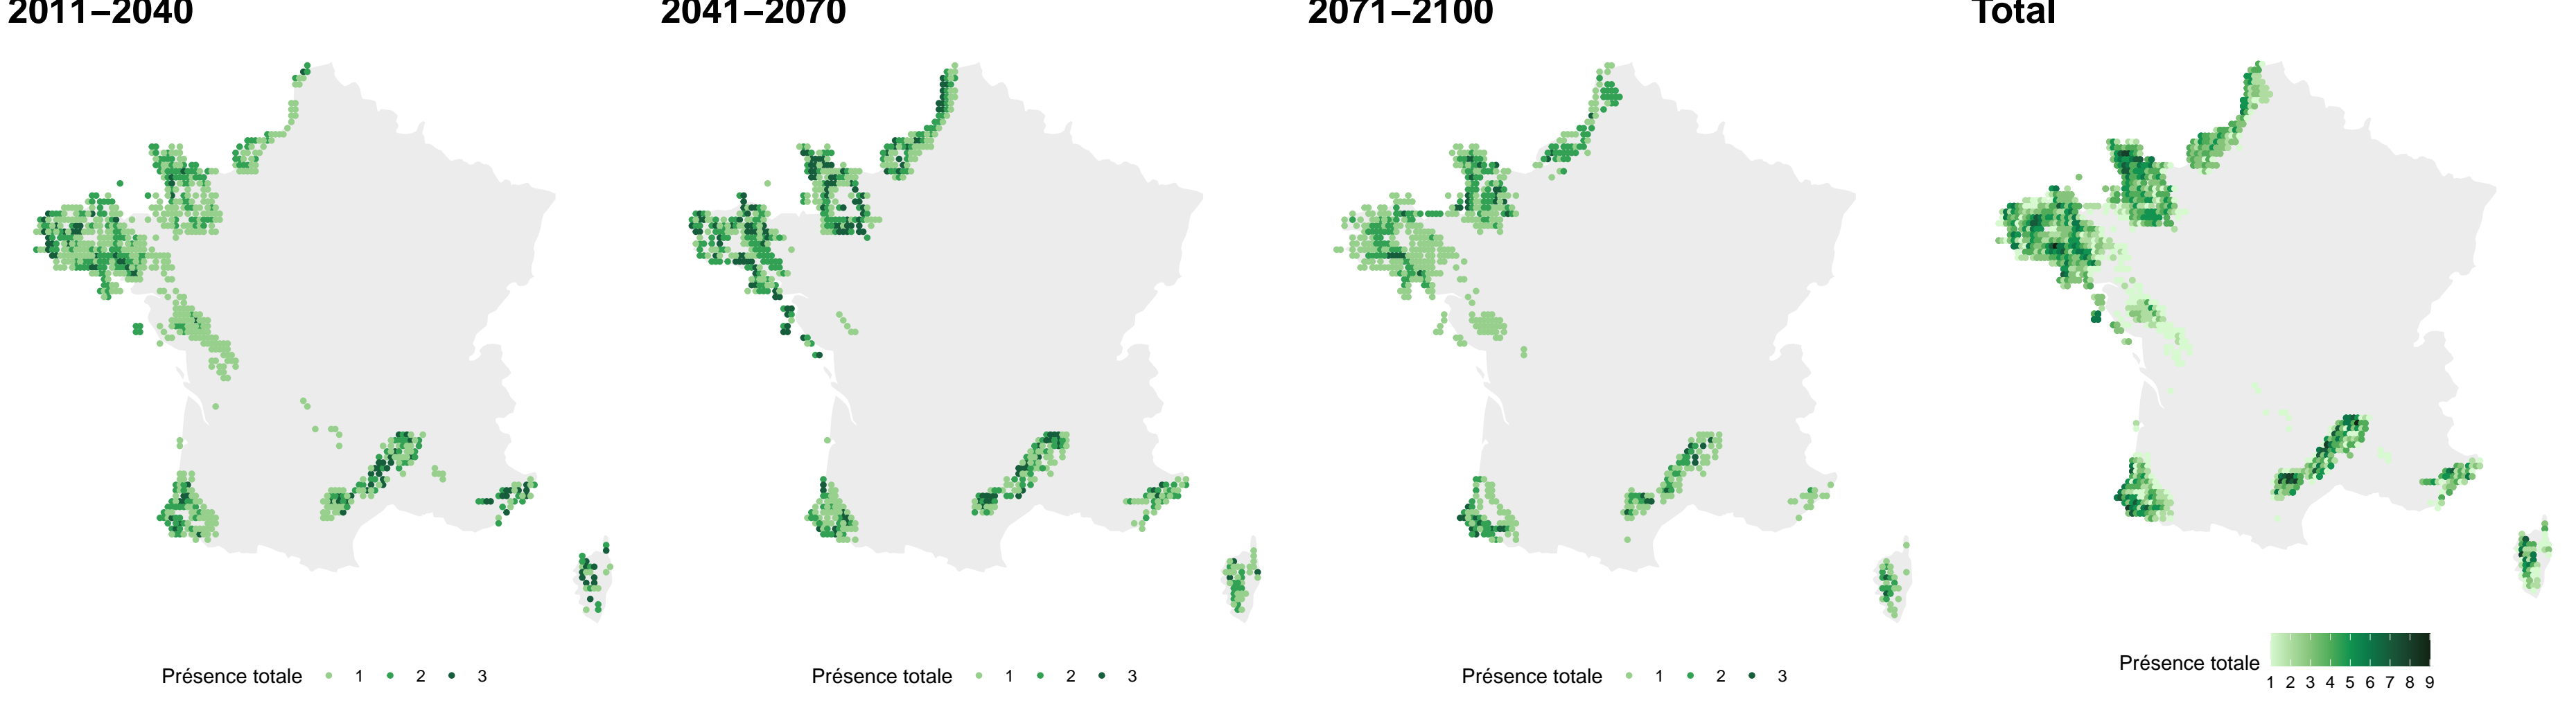 2011–2040 2041–2070 2071–2100 Total
Présence totale 1 2 3
Présence totale 1 2 3
Présence totale 1 2 3
Présence totale
1 2 3 4 5 6 7 8 9